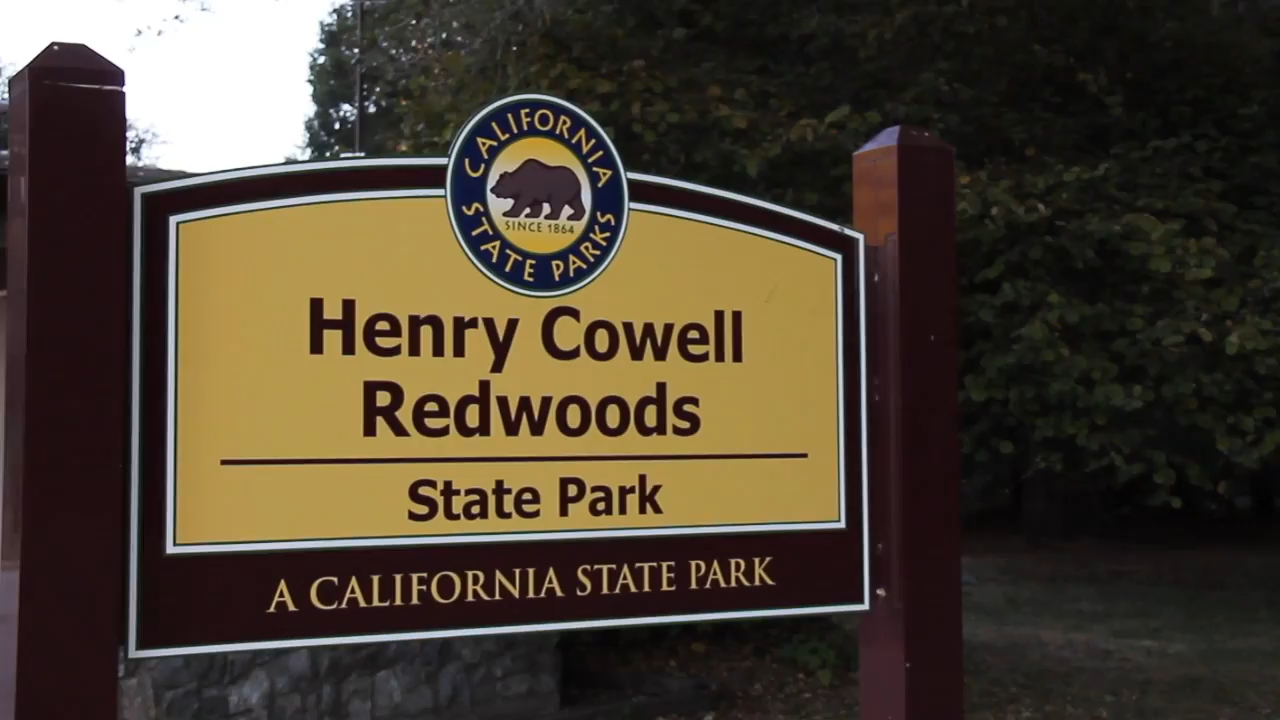 CALIFORNIA
SINCE 1864
STATE PARKS
Henry Cowell
Redwoods
State Park
A CALIFORNIA STATE PARK